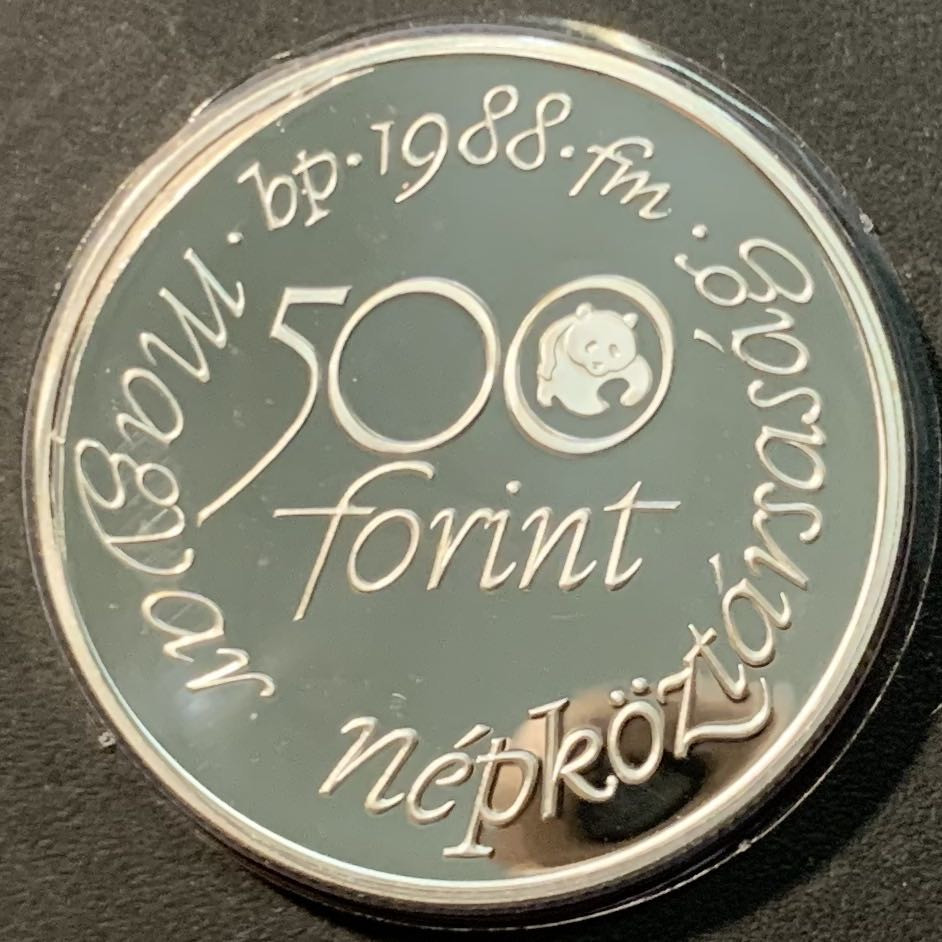 magyar népköztársaság · bp · 1988 · fm ·
500
forint